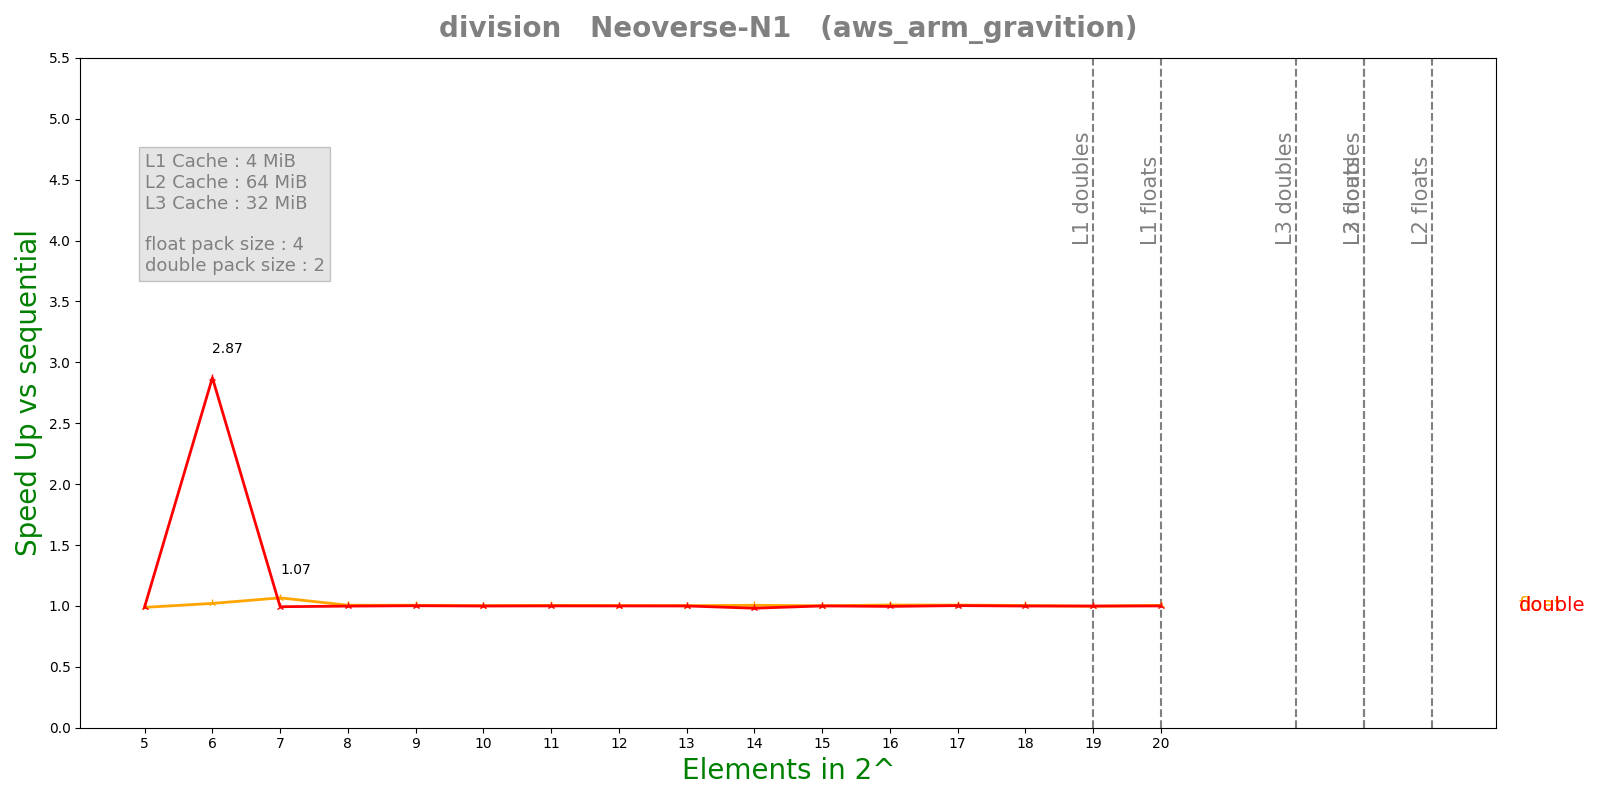 division Neoverse-N1 (aws_arm_gravition)
5.5
5.0
4.5
4.0
3.5
3.0
2.5
2.0
1.5
1.0
0.5
0.0
Speed Up vs sequential
L1 Cache : 4 MiB
L2 Cache : 64 MiB
L3 Cache : 32 MiB
float pack size : 4
double pack size : 2
2.87
1.07
L1 doubles
L1 floats
L3 doubles
L2 floats
double
5 6 7 8 9 10 11 12 13 14 15 16 17 18 19 20
Elements in 2^